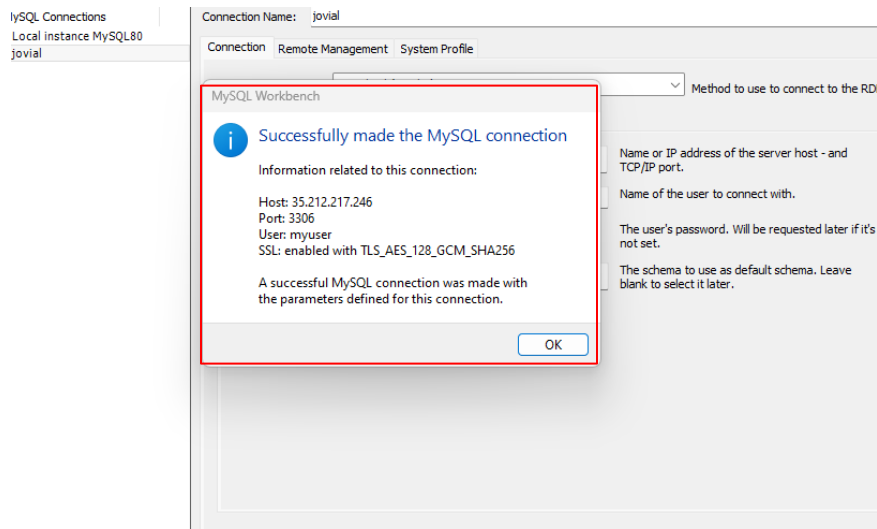 MySQL Connections
Local instance MySQL80
jovial
Connection Name: jovial
Connection Remote Management System Profile
Method to use to connect to the RD
MySQL Workbench
Successfully made the MySQL connection
Information related to this connection:
Host: 35.212.217.246
Port: 3306
User: myuser
SSL: enabled with TLS_AES_128_GCM_SHA256
A successful MySQL connection was made with
the parameters defined for this connection.
OK
Name or IP address of the server host - and
TCP/IP port.
Name of the user to connect with.
The user's password. Will be requested later if it's
not set.
The schema to use as default schema. Leave
blank to select it later.